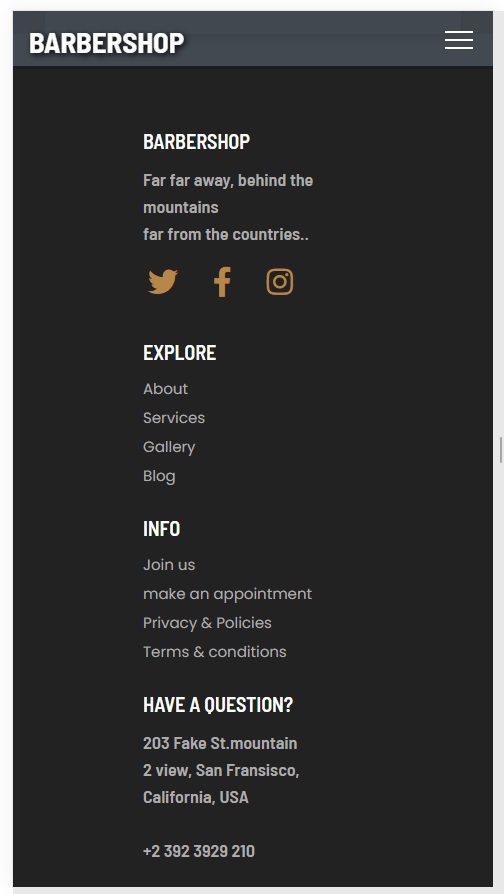 BARBERSHOP
BARBERSHOP
Far far away, behind the
mountains
far from the countries..
EXPLORE
About
Services
Gallery
Blog
INFO
Join us
make an appointment
Privacy & Policies
Terms & conditions
HAVE A QUESTION?
203 Fake St.mountain
2 view, San Fransisco,
California, USA
+2 392 3929 210